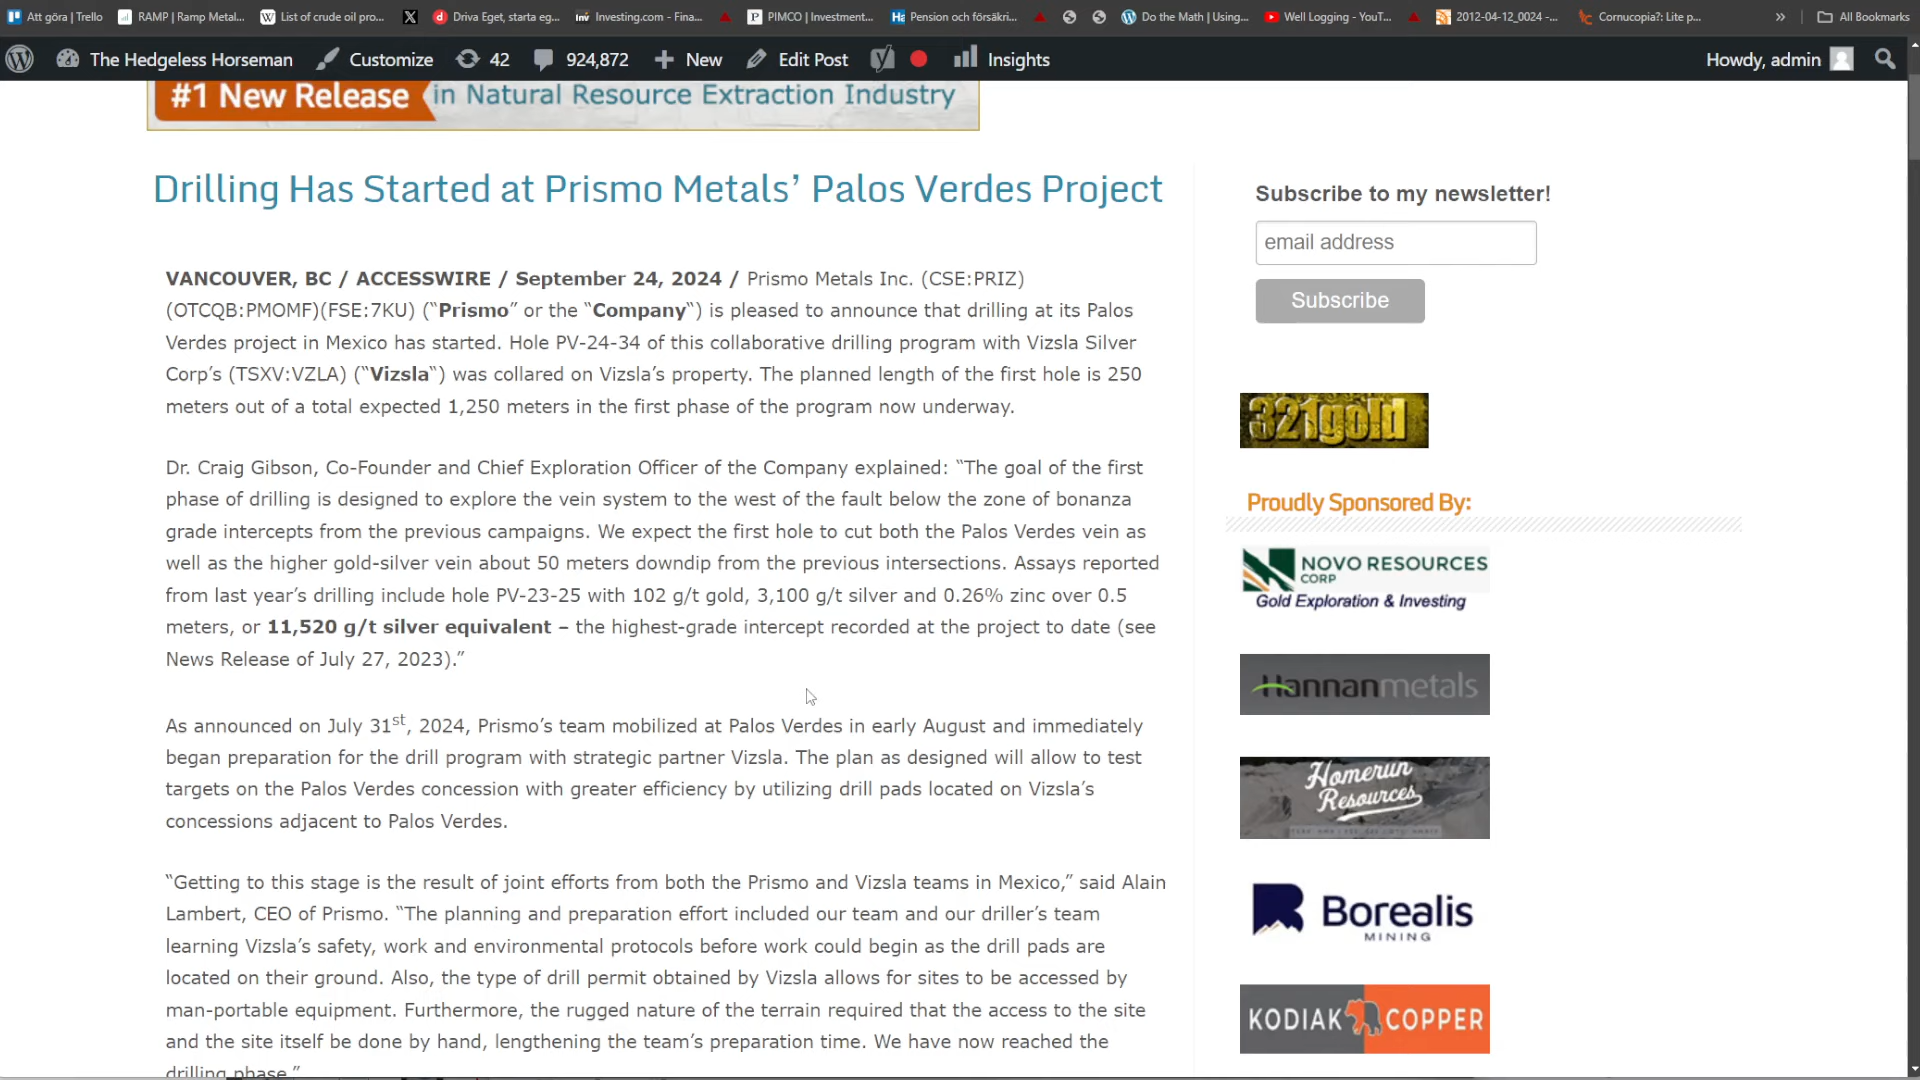 Att göra | Trello
RAMP | Ramp Metal...
List of crude oil pro...
Driva Eget, starta eg...
Investing.com - Fina...
PIMCO | Investment...
Pension och försäkri...
Do the Math | Using...
Well Logging - YouT...
2012-04-12_0024 -...
Cornucopia?: Lite p...
»
All Bookmarks
The Hedgeless Horseman
Customize
42
924,872
New
Edit Post
Insights
Howdy, admin
#1 New Release in Natural Resource Extraction Industry
Drilling Has Started at Prismo Metals’ Palos Verdes Project
VANCOUVER, BC / ACCESSWIRE / September 24, 2024 / Prismo Metals Inc. (CSE:PRIZ)
(OTCQB:PMOMF)(FSE:7KU) (“Prismo” or the “Company“) is pleased to announce that drilling at its Palos
Verdes project in Mexico has started. Hole PV-24-34 of this collaborative drilling program with Vizsla Silver
Corp’s (TSXV:VZLA) (“Vizsla“) was collared on Vizsla’s property. The planned length of the first hole is 250
meters out of a total expected 1,250 meters in the first phase of the program now underway.
Dr. Craig Gibson, Co-Founder and Chief Exploration Officer of the Company explained: “The goal of the first
phase of drilling is designed to explore the vein system to the west of the fault below the zone of bonanza
grade intercepts from the previous campaigns. We expect the first hole to cut both the Palos Verdes vein as
well as the higher gold-silver vein about 50 meters downdip from the previous intersections. Assays reported
from last year’s drilling include hole PV-23-25 with 102 g/t gold, 3,100 g/t silver and 0.26% zinc over 0.5
meters, or 11,520 g/t silver equivalent – the highest-grade intercept recorded at the project to date (see
News Release of July 27, 2023).”
As announced on July 31st, 2024, Prismo’s team mobilized at Palos Verdes in early August and immediately
began preparation for the drill program with strategic partner Vizsla. The plan as designed will allow to test
targets on the Palos Verdes concession with greater efficiency by utilizing drill pads located on Vizsla’s
concessions adjacent to Palos Verdes.
“Getting to this stage is the result of joint efforts from both the Prismo and Vizsla teams in Mexico,” said Alain
Lambert, CEO of Prismo. “The planning and preparation effort included our team and our driller’s team
learning Vizsla’s safety, work and environmental protocols before work could begin as the drill pads are
located on their ground. Also, the type of drill permit obtained by Vizsla allows for sites to be accessed by
man-portable equipment. Furthermore, the rugged nature of the terrain required that the access to the site
and the site itself be done by hand, lengthening the team’s preparation time. We have now reached the
drilling phase.”
Subscribe to my newsletter!
email address
Subscribe
321gold
Proudly Sponsored By:
NOVO RESOURCES
CORP
Gold Exploration & Investing
Hannanmetals
Homerun
Resources
Borealis
MINING
KODIAK COPPER